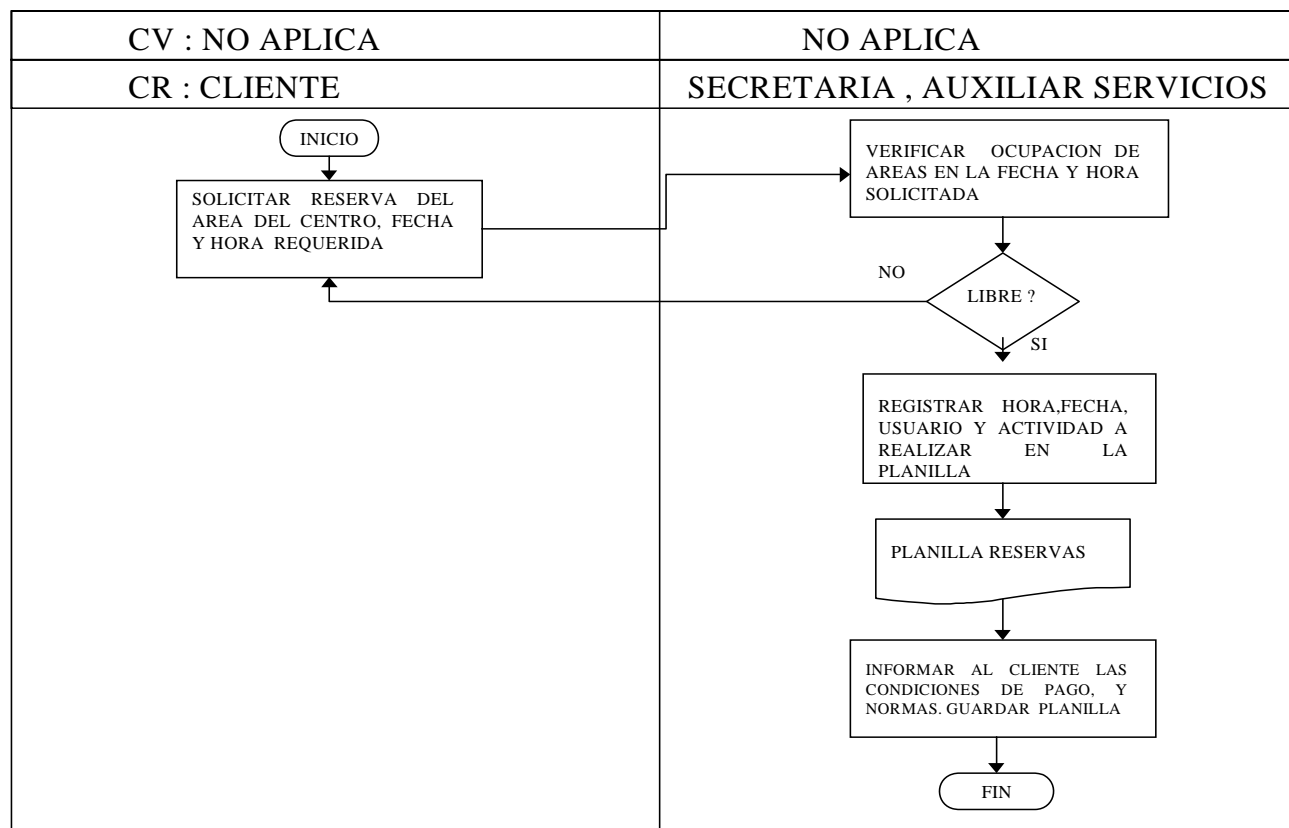 CV : NO APLICA
NO APLICA
CR : CLIENTE
SECRETARIA , AUXILIAR SERVICIOS
INICIO
SOLICITAR RESERVA DEL
AREA DEL CENTRO, FECHA
Y HORA REQUERIDA
VERIFICAR OCUPACION DE
AREAS EN LA FECHA Y HORA
SOLICITADA
NO
LIBRE ?
SI
REGISTRAR HORA,FECHA,
USUARIO Y ACTIVIDAD A
REALIZAR EN LA
PLANILLA
PLANILLA RESERVAS
INFORMAR AL CLIENTE LAS
CONDICIONES DE PAGO, Y
NORMAS. GUARDAR PLANILLA
FIN